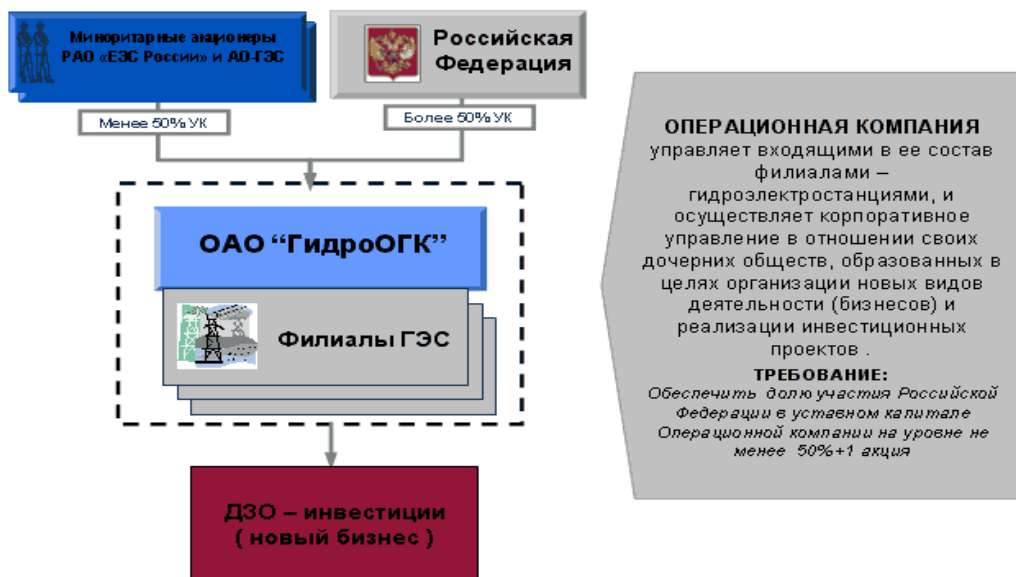 Миноритарные акционеры
РАО «ЕЭС России» и АО-ГЭС
Российская
Федерация
Менее 50% УК
Более 50% УК
ОАО “ГидроОГК”
Филиалы ГЭС
ДЗО – инвестиции
( новый бизнес )
ОПЕРАЦИОННАЯ КОМПАНИЯ
управляет входящими в ее состав
филиалами –
гидроэлектростанциями, и
осуществляет корпоративное
управление в отношении своих
дочерних обществ, образованных в
целях организации новых видов
деятельности (бизнесов) и
реализации инвестиционных
проектов .
ТРЕБОВАНИЕ:
Обеспечить долю участия Российской
Федерации в уставном капитале
Операционной компании на уровне не
менее 50%+1 акция